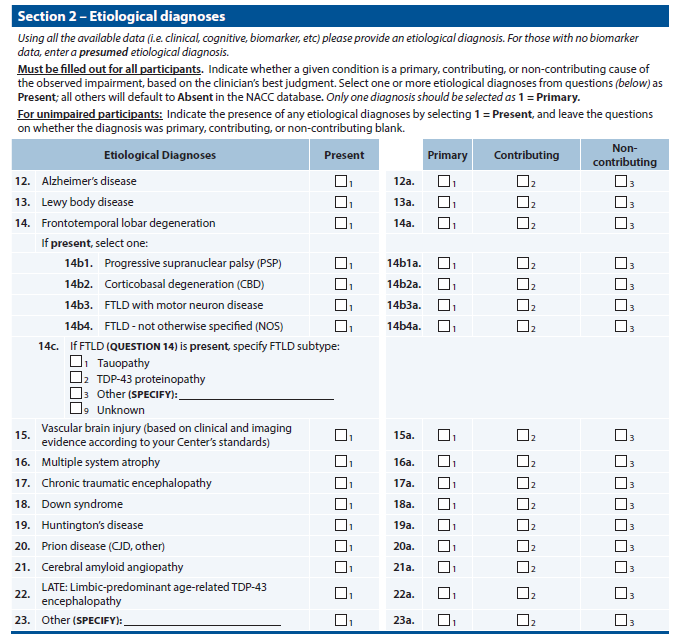 Section 2 – Etiological diagnoses
Using all the available data (i.e. clinical, cognitive, biomarker, etc) please provide an etiological diagnosis. For those with no biomarker
data, enter a presumed etiological diagnosis.
Must be filled out for all participants. Indicate whether a given condition is a primary, contributing, or non-contributing cause of
the observed impairment, based on the clinician's best judgment. Select one or more etiological diagnoses from questions (below) as
Present; all others will default to Absent in the NACC database. Only one diagnosis should be selected as 1 = Primary.
For unimpaired participants: Indicate the presence of any etiological diagnoses by selecting 1 = Present, and leave the questions
on whether the diagnosis was primary, contributing, or non-contributing blank.
Etiological Diagnoses Present Primary Contributing Non-
contributing
12. Alzheimer's disease 1 12a. 1 2 3
13. Lewy body disease 1 13a. 1 2 3
14. Frontotemporal lobar degeneration 1 14a. 1 2 3
If present, select one:
14b1. Progressive supranuclear palsy (PSP) 1 14b1a. 1 2 3
14b2. Corticobasal degeneration (CBD) 1 14b2a. 1 2 3
14b3. FTLD with motor neuron disease 1 14b3a. 1 2 3
14b4. FTLD - not otherwise specified (NOS) 1 14b4a. 1 2 3
14c. If FTLD (QUESTION 14) is present, specify FTLD subtype:
1 Tauopathy
2 TDP-43 proteinopathy
3 Other (SPECIFY):
9 Unknown
15. Vascular brain injury (based on clinical and imaging
evidence according to your Center's standards) 1 15a. 1 2 3
16. Multiple system atrophy 1 16a. 1 2 3
17. Chronic traumatic encephalopathy 1 17a. 1 2 3
18. Down syndrome 1 18a. 1 2 3
19. Huntington's disease 1 19a. 1 2 3
20. Prion disease (CJD, other) 1 20a. 1 2 3
21. Cerebral amyloid angiopathy 1 21a. 1 2 3
22. LATE: Limbic-predominant age-related TDP-43
encephalopathy 1 22a. 1 2 3
23. Other (SPECIFY): 1 23a. 1 2 3